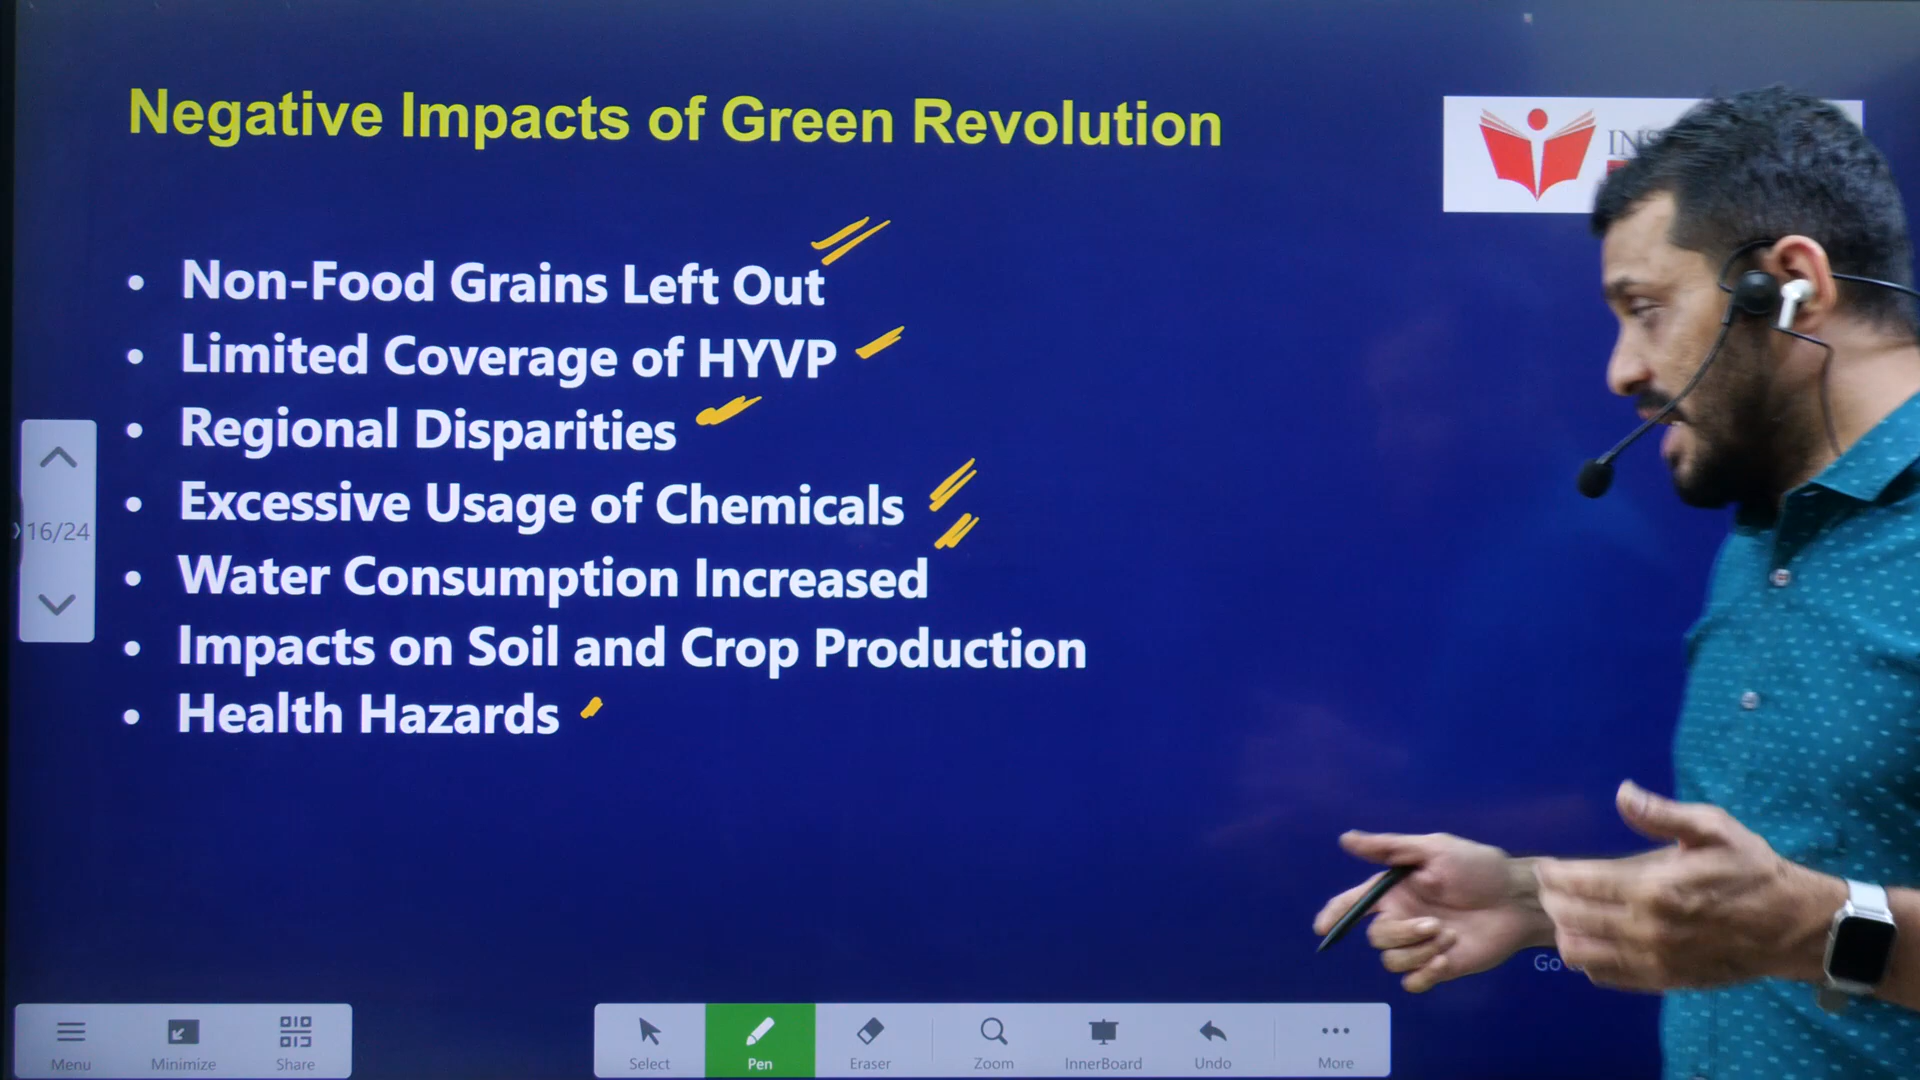 Negative Impacts of Green Revolution
• Non-Food Grains Left Out
• Limited Coverage of HYVP
• Regional Disparities
• Excessive Usage of Chemicals
• Water Consumption Increased
• Impacts on Soil and Crop Production
• Health Hazards
16/24
Menu
Minimize
Share
Select
Pen
Eraser
Zoom
InnerBoard
Undo
More